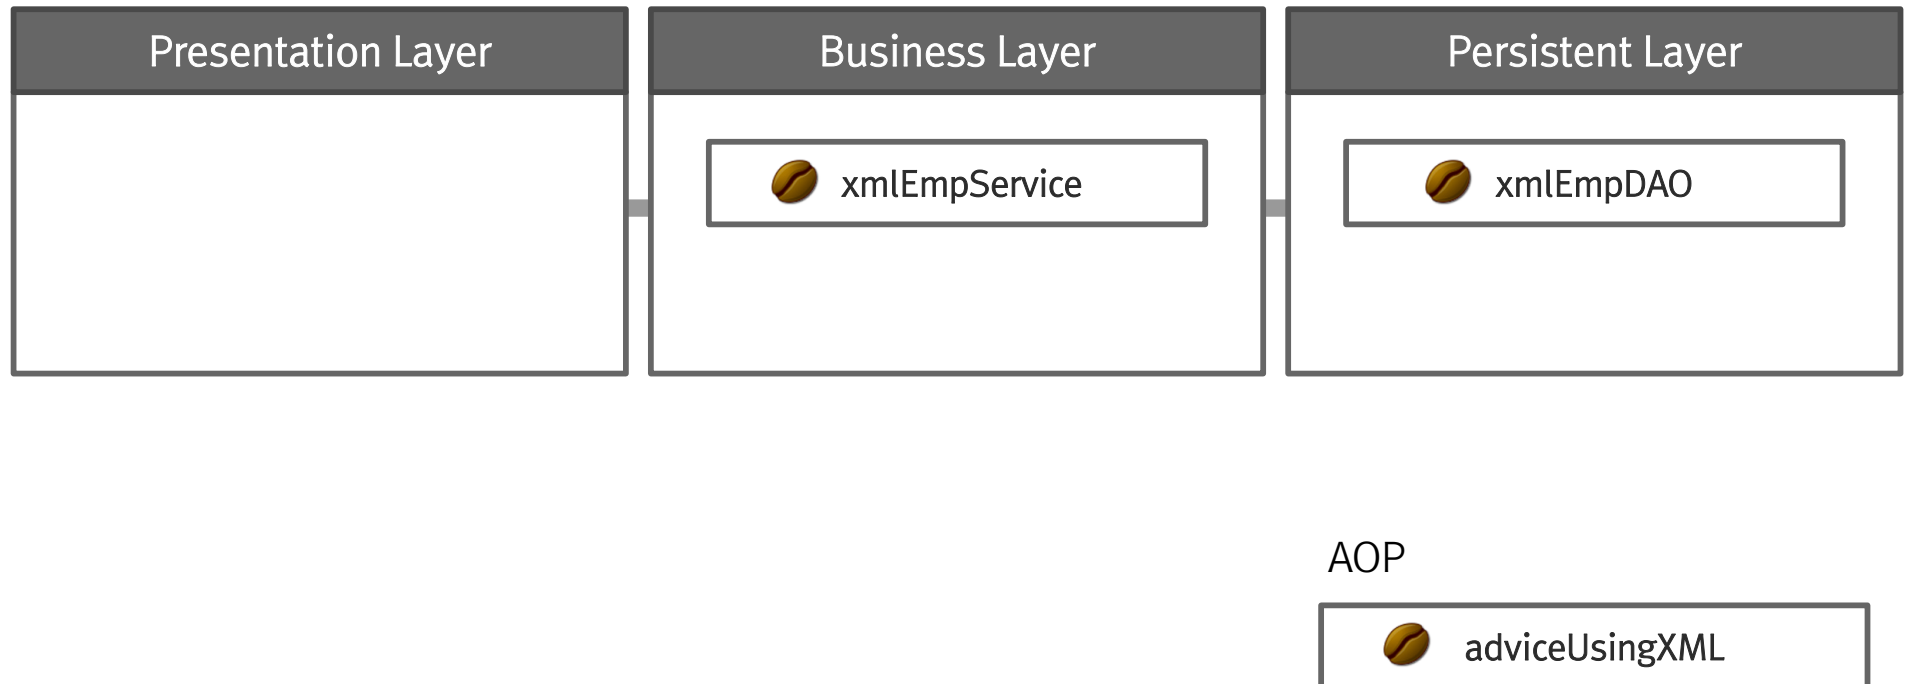 Presentation Layer
Business Layer
Persistent Layer
xmlEmpService
xmlEmpDAO
AOP
adviceUsingXML